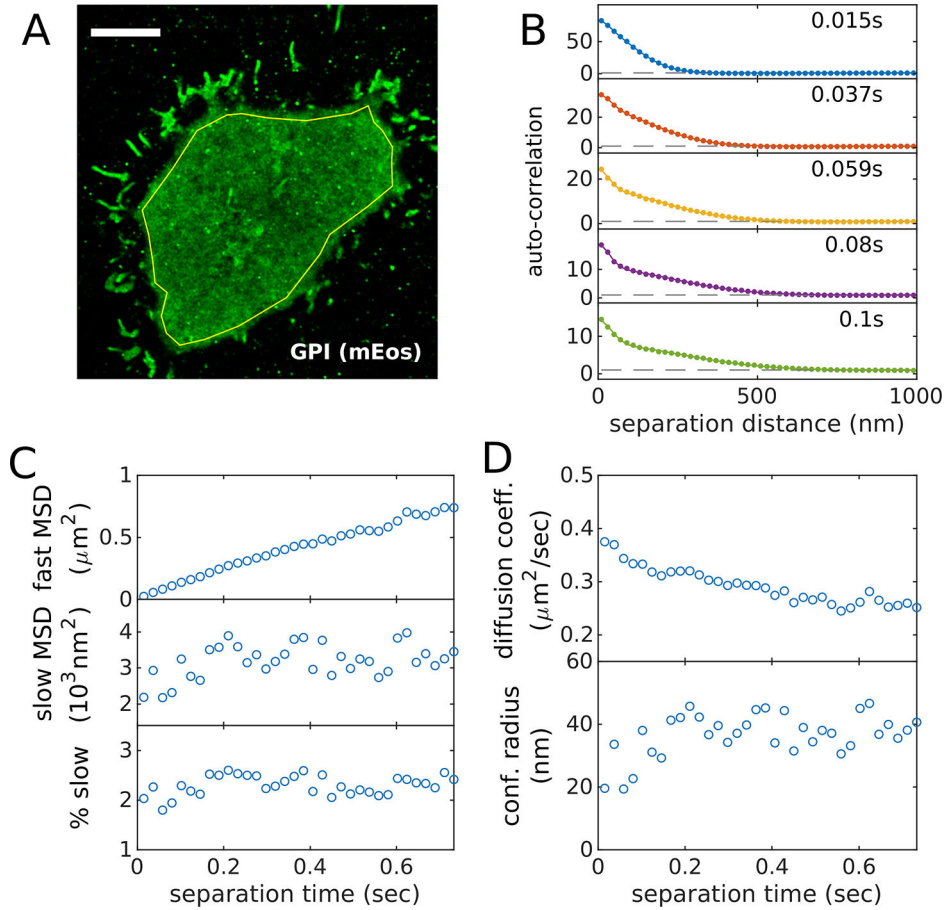 A
GPI (mEos)
B
auto-correlation
50
0
0.015s
20
0
0.037s
20
0
0.059s
10
0
0.08s
10
0
0.1s
0 500 1000
separation distance (nm)
C
fast MSD
(μm²)
1
0.5
0
slow MSD
(10³ nm²)
4
3
2
% slow
3
2
1
0 0.2 0.4 0.6
separation time (sec)
D
diffusion coeff.
(μm²/sec)
0.5
0.4
0.3
0.2
conf. radius
(nm)
60
40
20
0
0 0.2 0.4 0.6
separation time (sec)